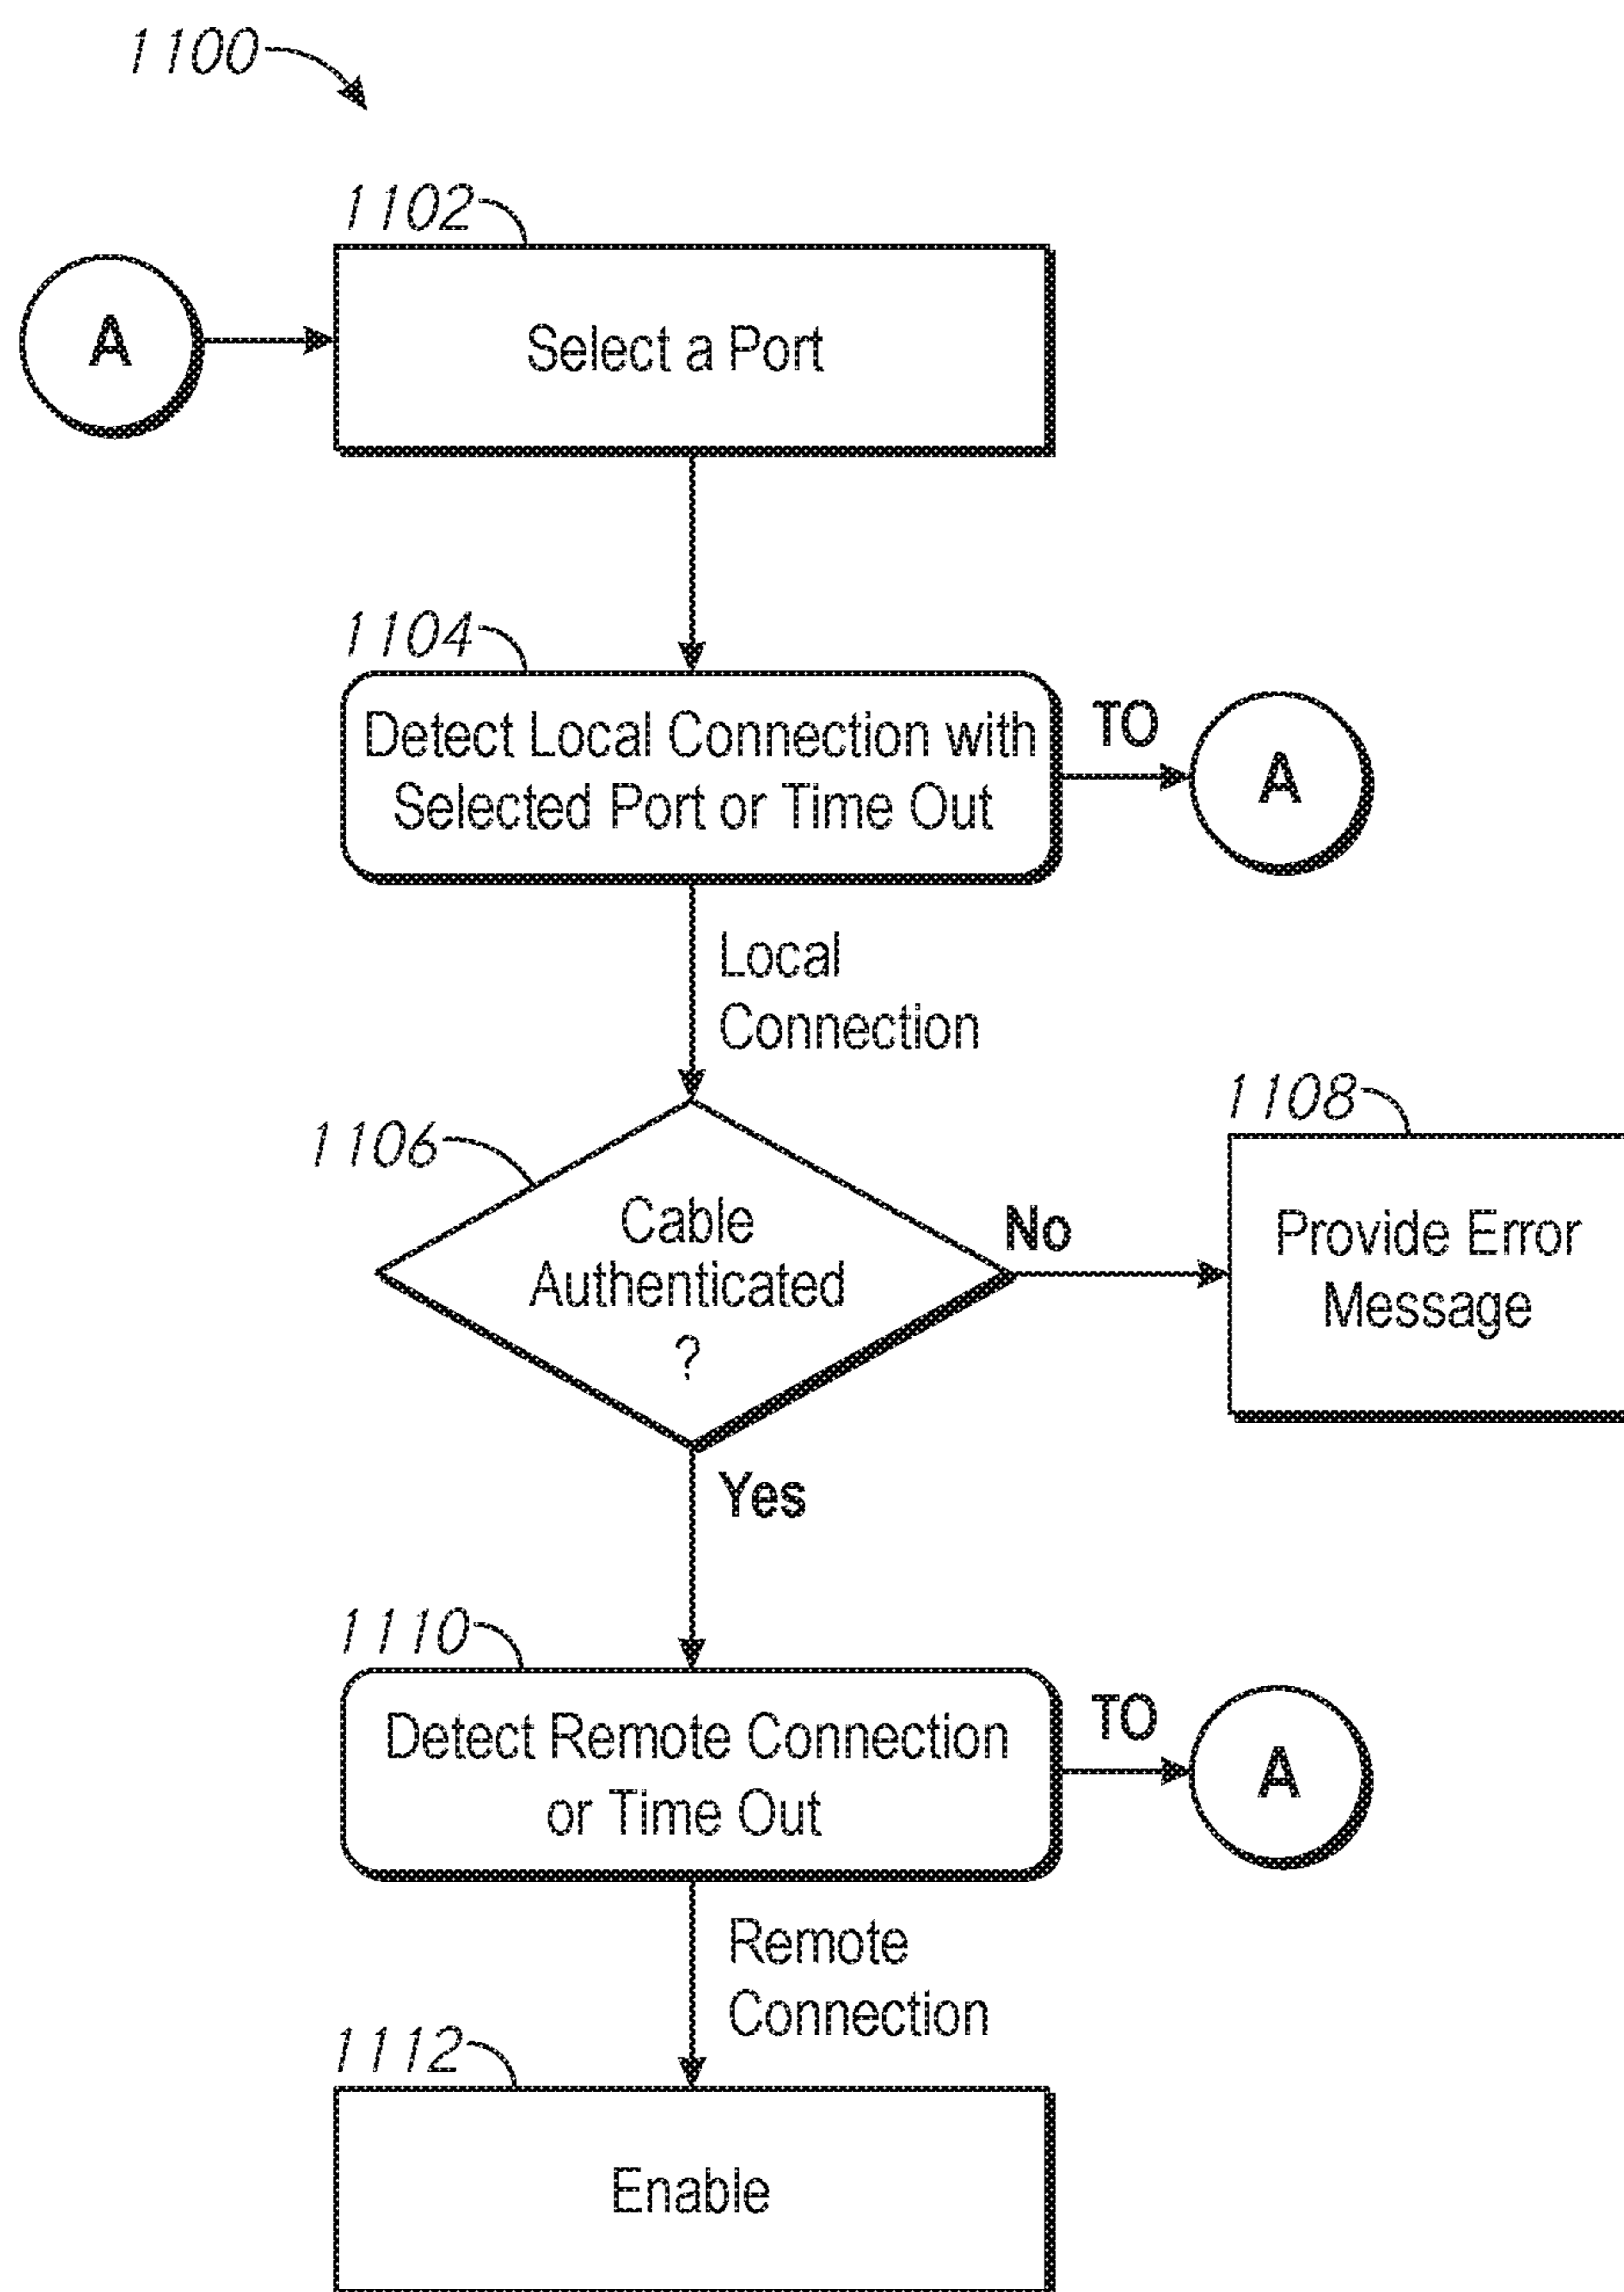 1100
1102
A
Select a Port
1104
Detect Local Connection with
Selected Port or Time Out
TO
A
Local
Connection
1106
Cable
Authenticated
?
No
1108
Provide Error
Message
Yes
1110
Detect Remote Connection
or Time Out
TO
A
Remote
Connection
1112
Enable